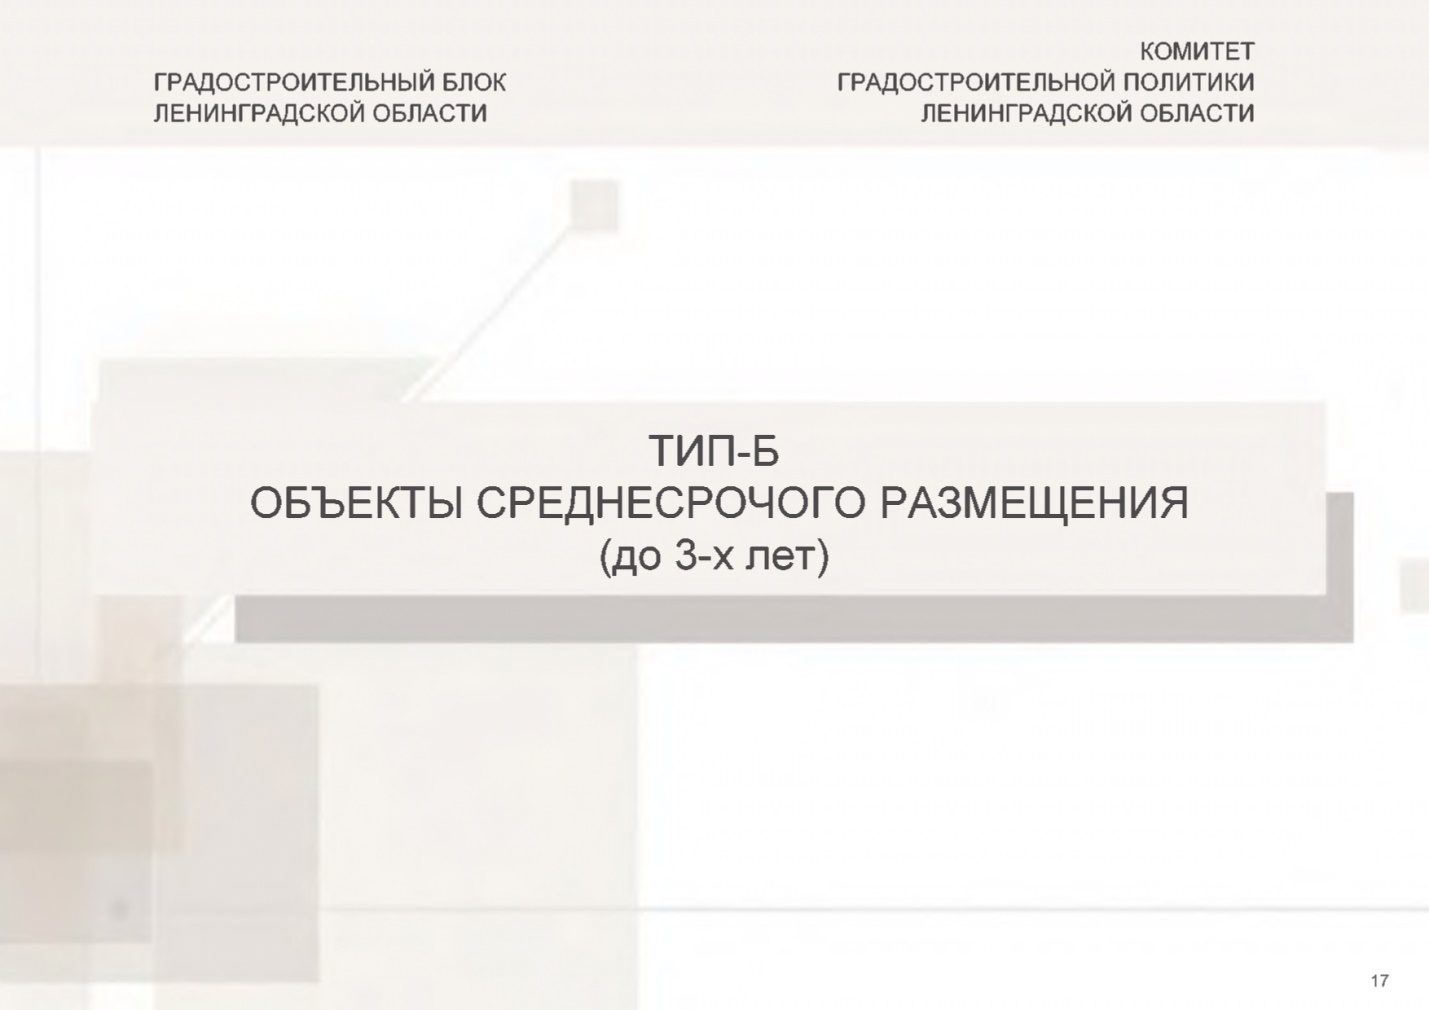 ГРАДОСТРОИТЕЛЬНЫЙ БЛОК
ЛЕНИНГРАДСКОЙ ОБЛАСТИ
КОМИТЕТ
ГРАДОСТРОИТЕЛЬНОЙ ПОЛИТИКИ
ЛЕНИНГРАДСКОЙ ОБЛАСТИ
ТИП-Б
ОБЪЕКТЫ СРЕДНЕСРОЧОГО РАЗМЕЩЕНИЯ
(до 3-х лет)
17